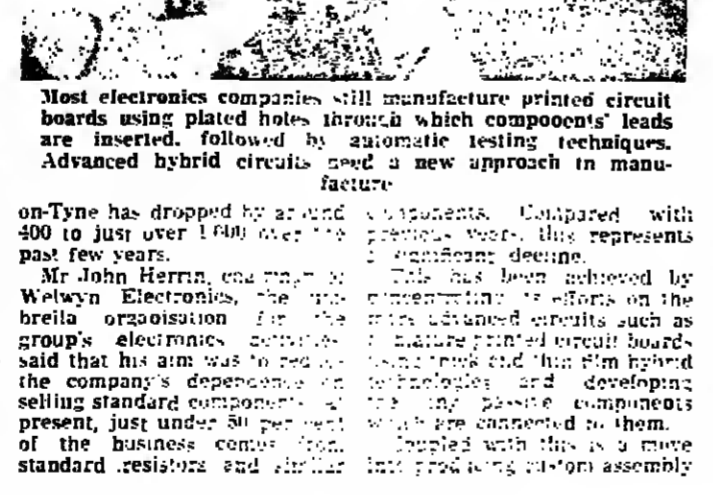 Most electronics companies still manufacture printed circuit
boards using plated holes through which components' leads
are inserted. followed by automatic testing techniques.
Advanced hybrid circuits need a new approach in manu-
facture
on-Tyne has dropped by around
400 to just over over the
past few years.
Mr John Herrin, chairman of
Welwyn Electronics, the um-
brella organisation for the
group's electronics activities
said that his aim was to reduce
the company's dependence on
selling standard components. At
present, just under 50 per cent
of the business comes from
standard resistors and similar
components. Compared with
previous years, this represents
a significant decline.
This has been achieved by
concentrating its efforts on the
more advanced circuits such as
printed circuit boards
using thick and thin film hybrid
technologies and developing
the passive components
which are connected to them.
Coupled with this is a move
into producing custom assembly